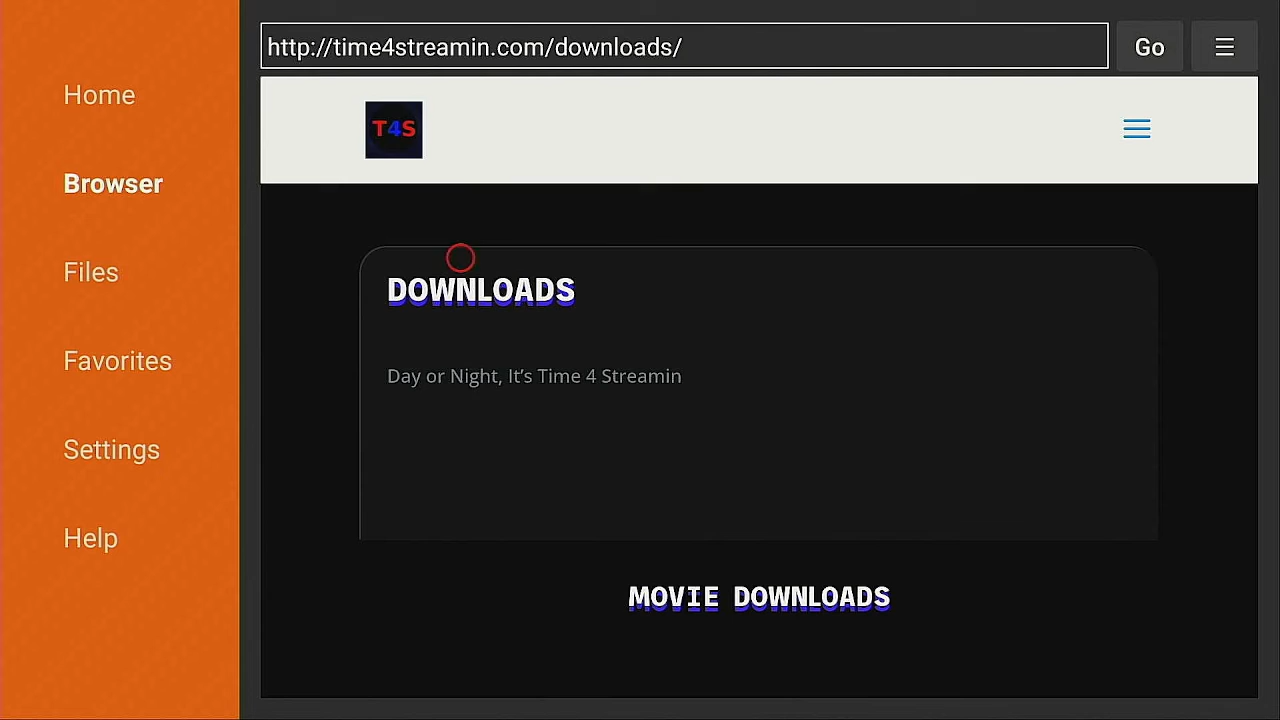 Home
Browser
Files
Favorites
Settings
Help
http://time4streamin.com/downloads/
Go
T4S
DOWNLOADS
Day or Night, It’s Time 4 Streamin
MOVIE DOWNLOADS